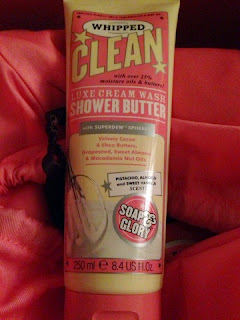 WHIPPED
CLEAN
with over 25%
moisture oils & butters!
LUXE CREAM WASH
SHOWER BUTTER
with SUPERDEW SPHERES
Velvety Cocoa
& Shea Butters,
Grapeseed, Sweet Almond
& Macadamia Nut Oils
PISTACHIO, ALMOND
AND SWEET VANILLA
SCENT
SOAP &
GLORY
250 ml e 8.4 US Fl.Oz.